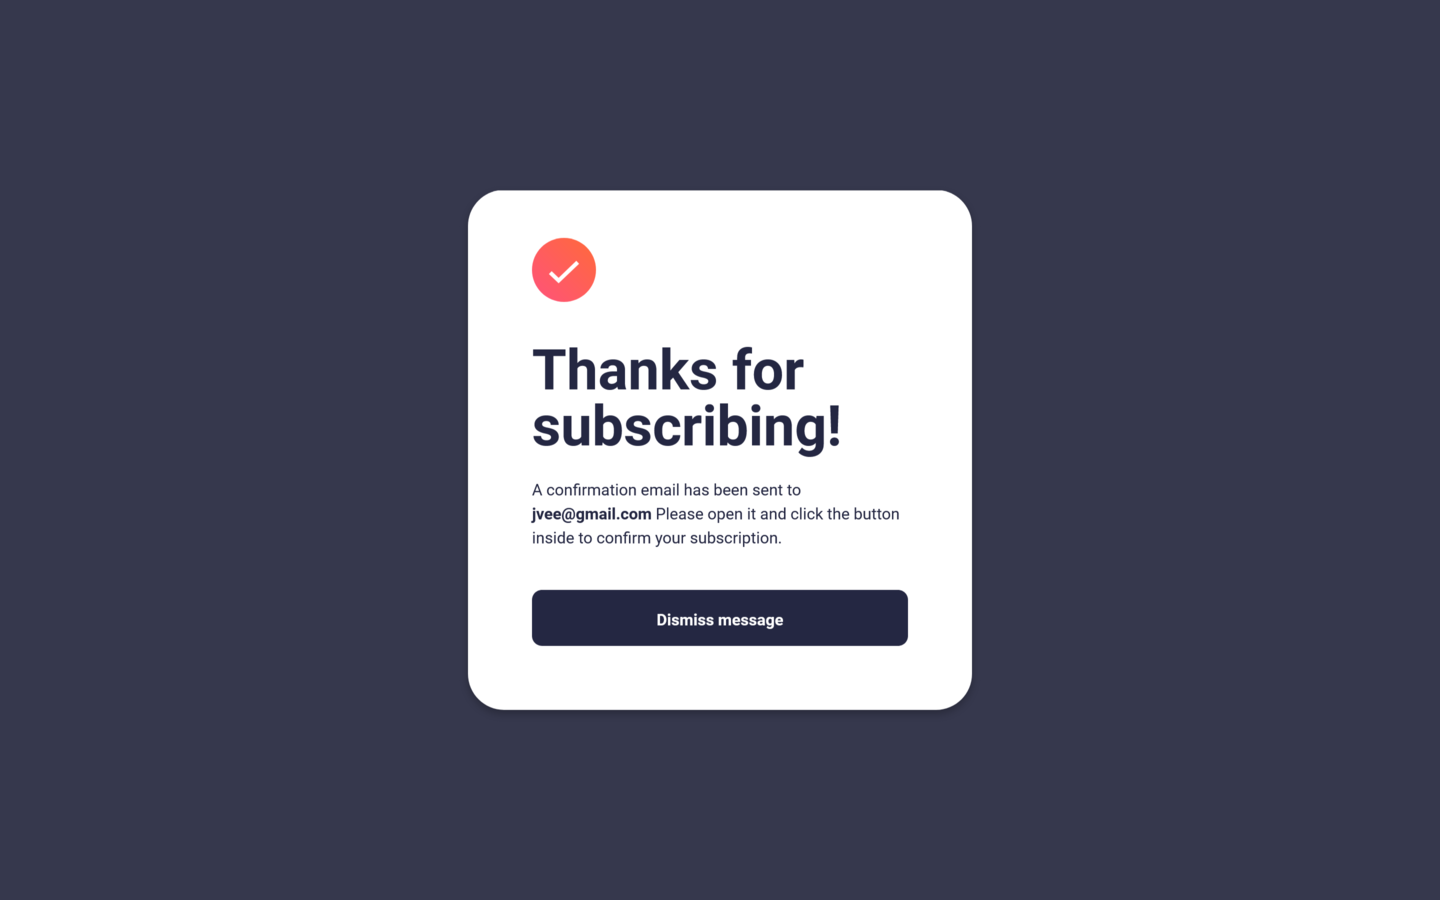 Thanks for
subscribing!
A confirmation email has been sent to
jvee@gmail.com Please open it and click the button
inside to confirm your subscription.
Dismiss message